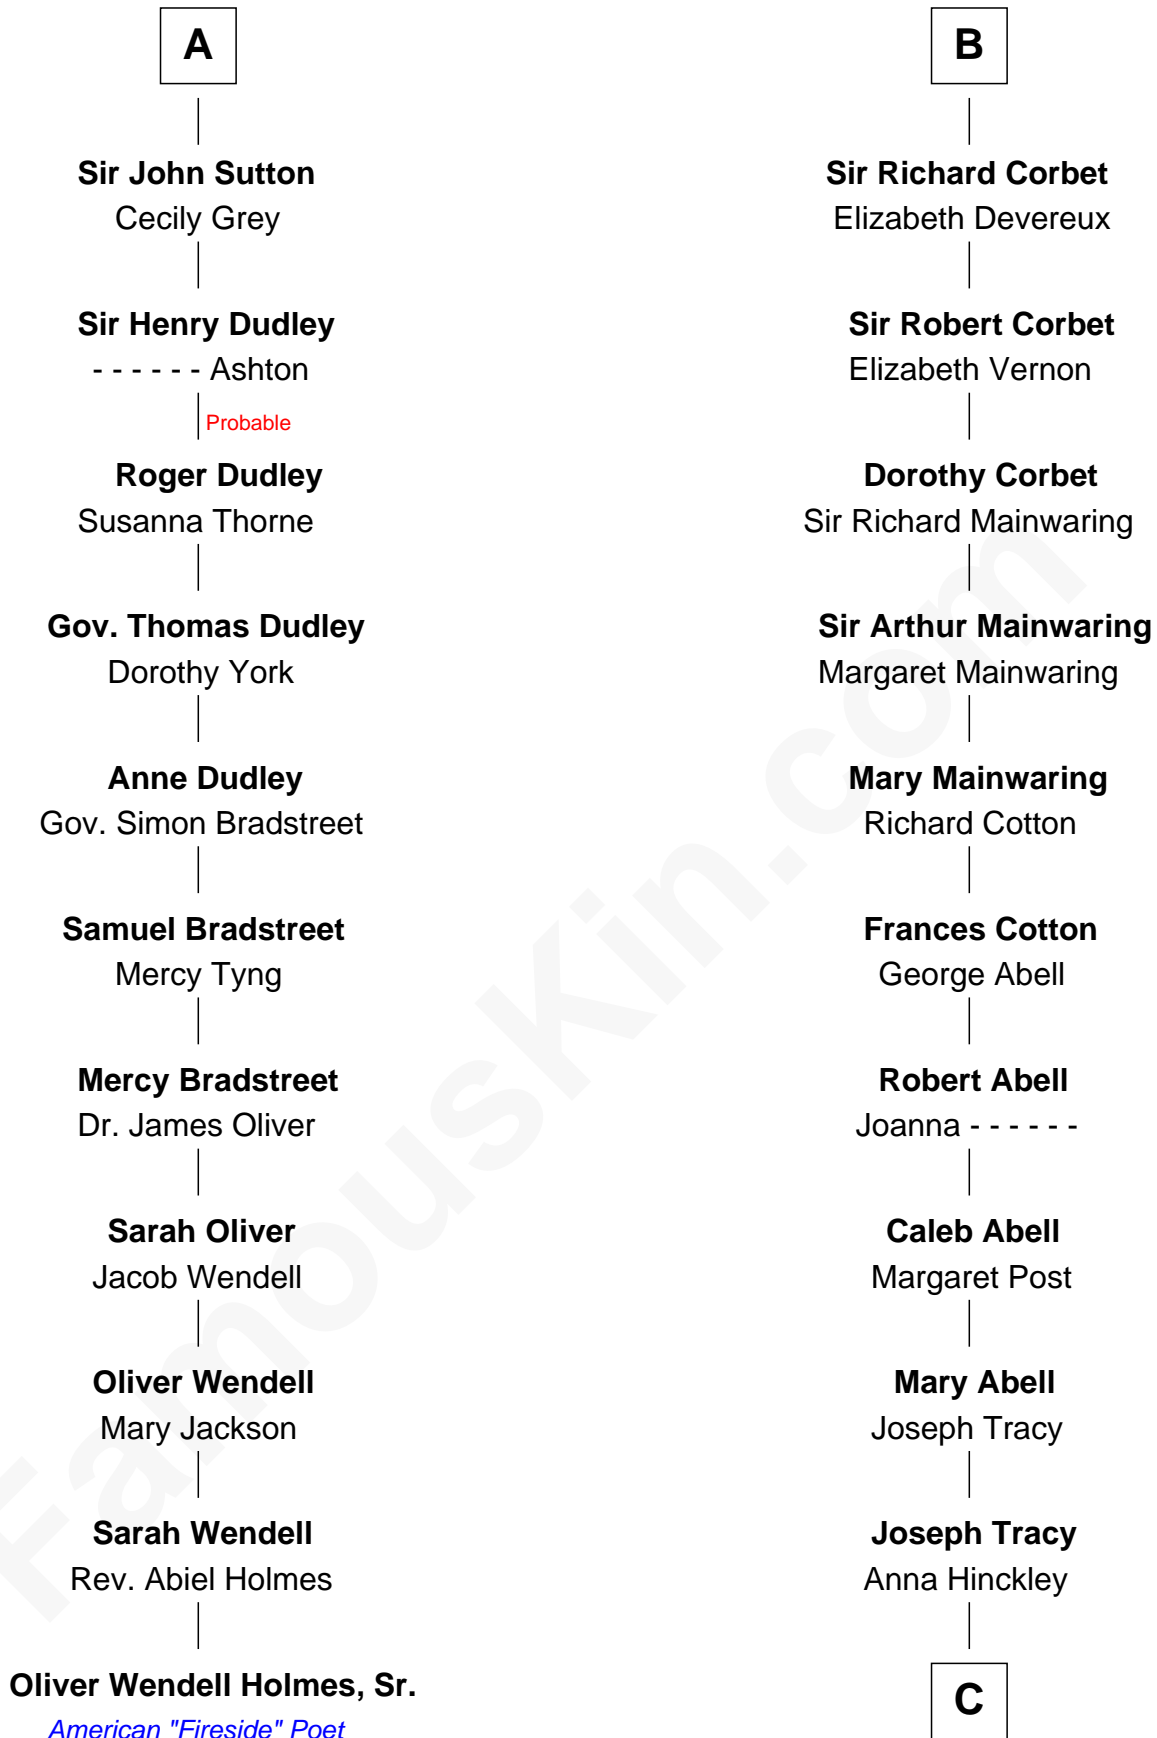 A
Sir John Sutton
Cecily Grey
Sir Henry Dudley
- - - - - - Ashton
Probable
Roger Dudley
Susanna Thorne
Gov. Thomas Dudley
Dorothy York
Anne Dudley
Gov. Simon Bradstreet
Samuel Bradstreet
Mercy Tyng
Mercy Bradstreet
Dr. James Oliver
Sarah Oliver
Jacob Wendell
Oliver Wendell
Mary Jackson
Sarah Wendell
Rev. Abiel Holmes
Oliver Wendell Holmes, Sr.
American "Fireside" Poet
B
Sir Richard Corbet
Elizabeth Devereux
Sir Robert Corbet
Elizabeth Vernon
Dorothy Corbet
Sir Richard Mainwaring
Sir Arthur Mainwaring
Margaret Mainwaring
Mary Mainwaring
Richard Cotton
Frances Cotton
George Abell
Robert Abell
Joanna - - - - - -
Caleb Abell
Margaret Post
Mary Abell
Joseph Tracy
Joseph Tracy
Anna Hinckley
C
FamousKin.com